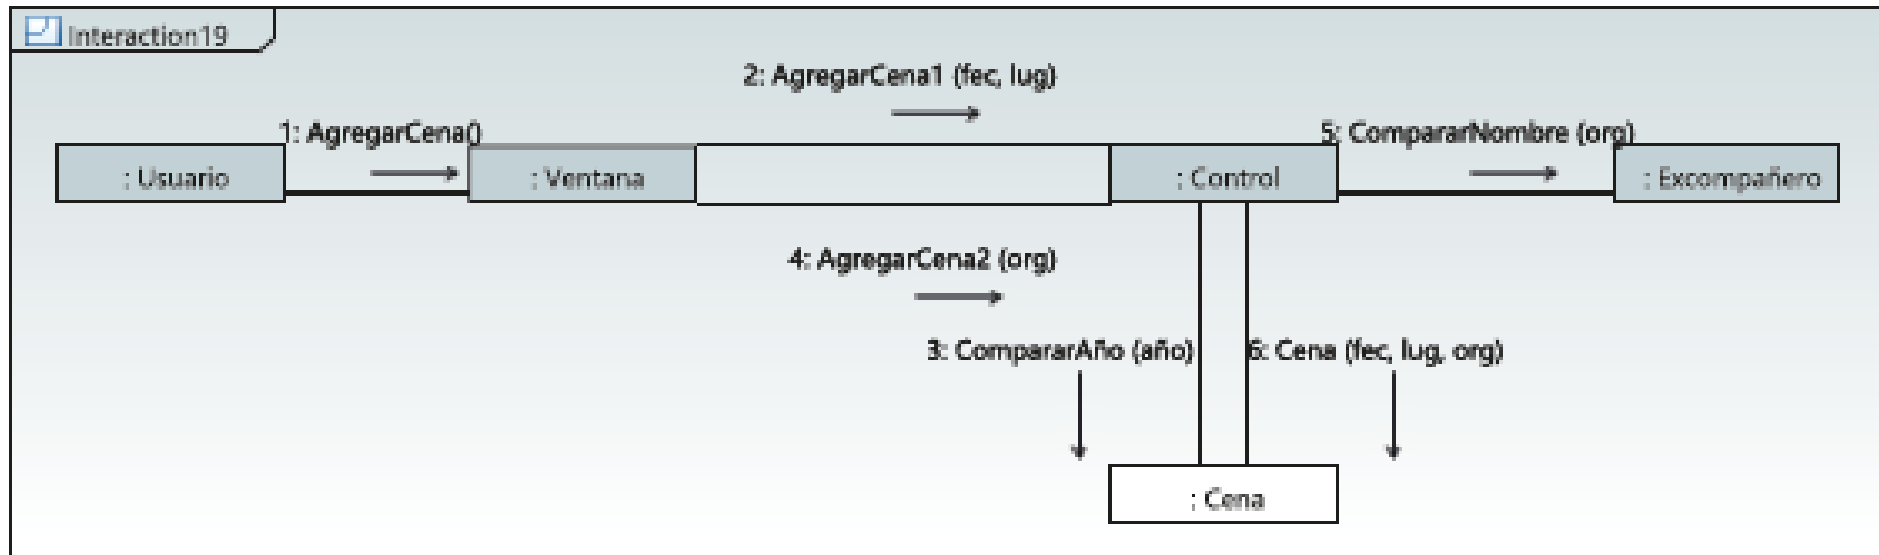 Interaction19
2: AgregarCena1 (fec, lug)
1: AgregarCena()
5: CompararNombre (org)
: Usuario
: Ventana
: Control
: Excompañero
4: AgregarCena2 (org)
3: CompararAño (año)
6: Cena (fec, lug, org)
: Cena